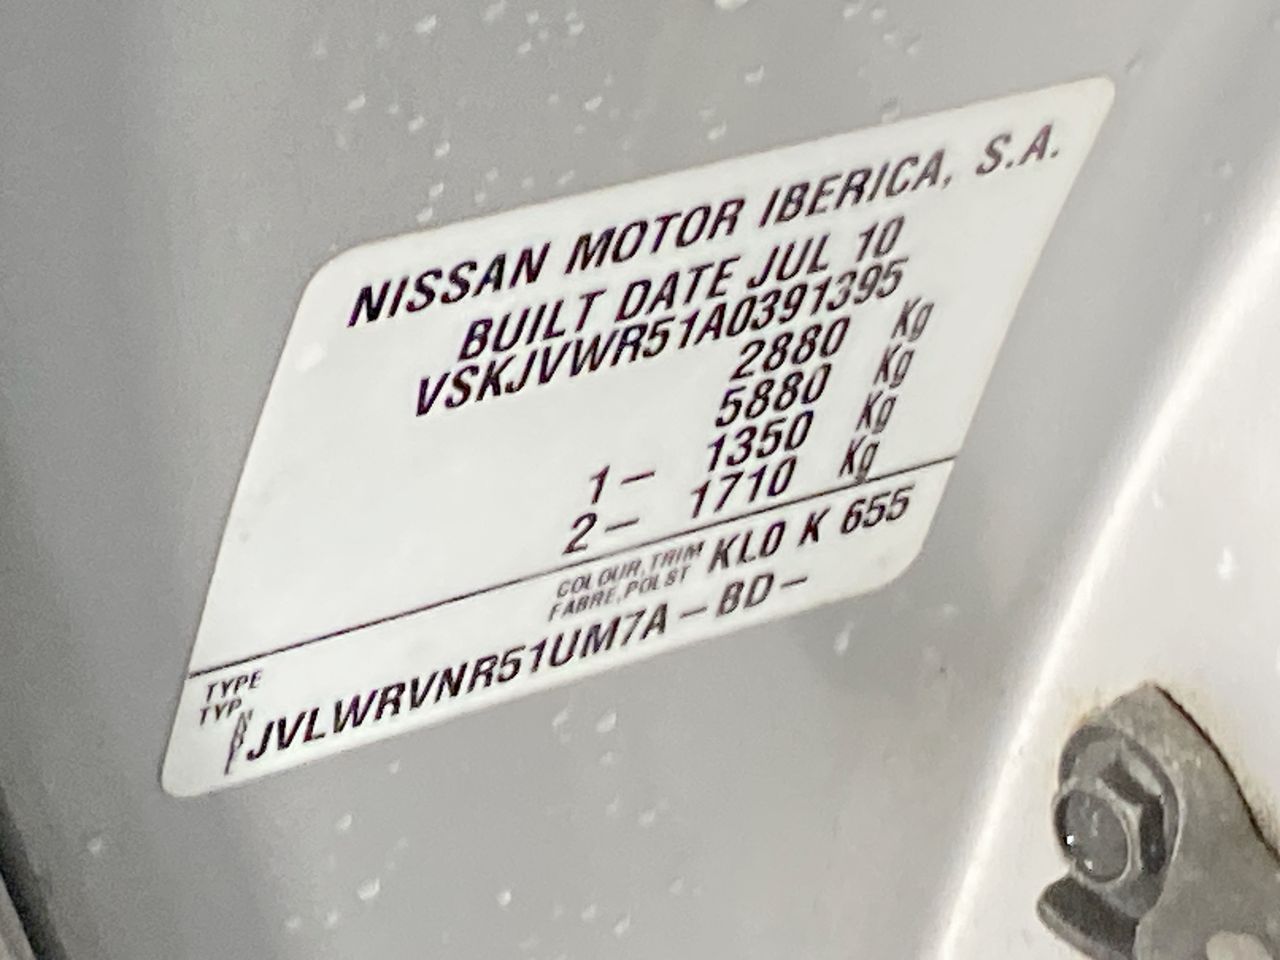 NISSAN MOTOR IBERICA, S.A.
BUILT DATE JUL 10
VSKJVWR51A0391395
2880 Kg
5880 Kg
1 - 1350 Kg
2 - 1710 Kg
COLOUR,TRIM KL0 K 655
FABRE,POLST
TYPE
TYP
JVLWRVNR51UM7A-BD-